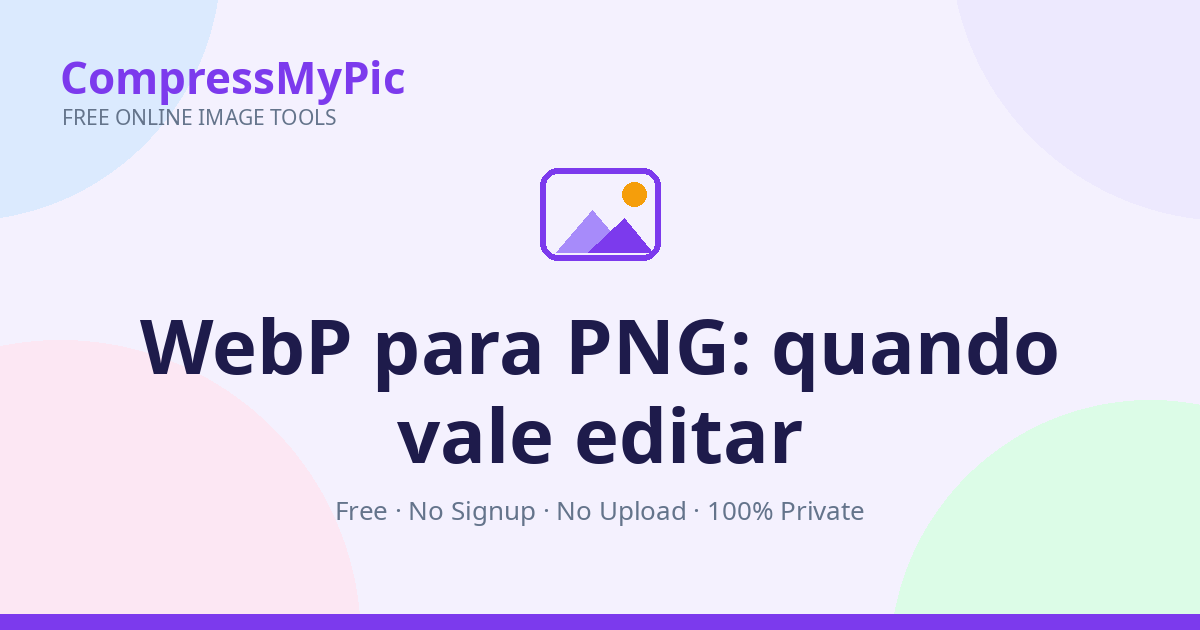 CompressMyPic
FREE ONLINE IMAGE TOOLS
WebP para PNG: quando
vale editar
Free · No Signup · No Upload · 100% Private